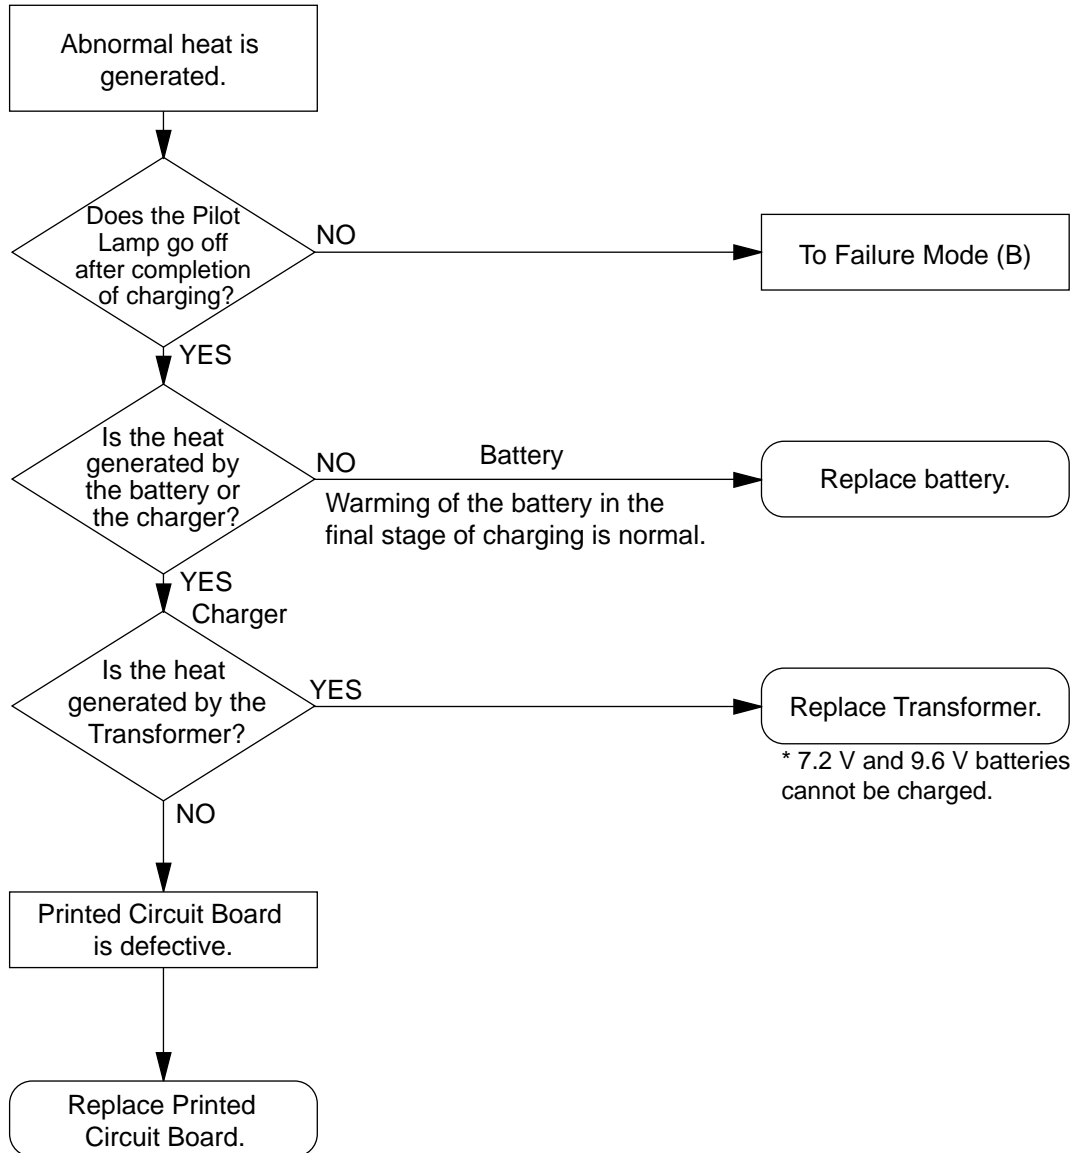 Abnormal heat is
generated.
Does the Pilot
Lamp go off
after completion
of charging?
NO
To Failure Mode (B)
YES
Is the heat
generated by
the battery or
the charger?
NO
Battery
Warming of the battery in the
final stage of charging is normal.
Replace battery.
YES
Charger
Is the heat
generated by the
Transformer?
YES
Replace Transformer.
* 7.2 V and 9.6 V batteries
cannot be charged.
NO
Printed Circuit Board
is defective.
Replace Printed
Circuit Board.